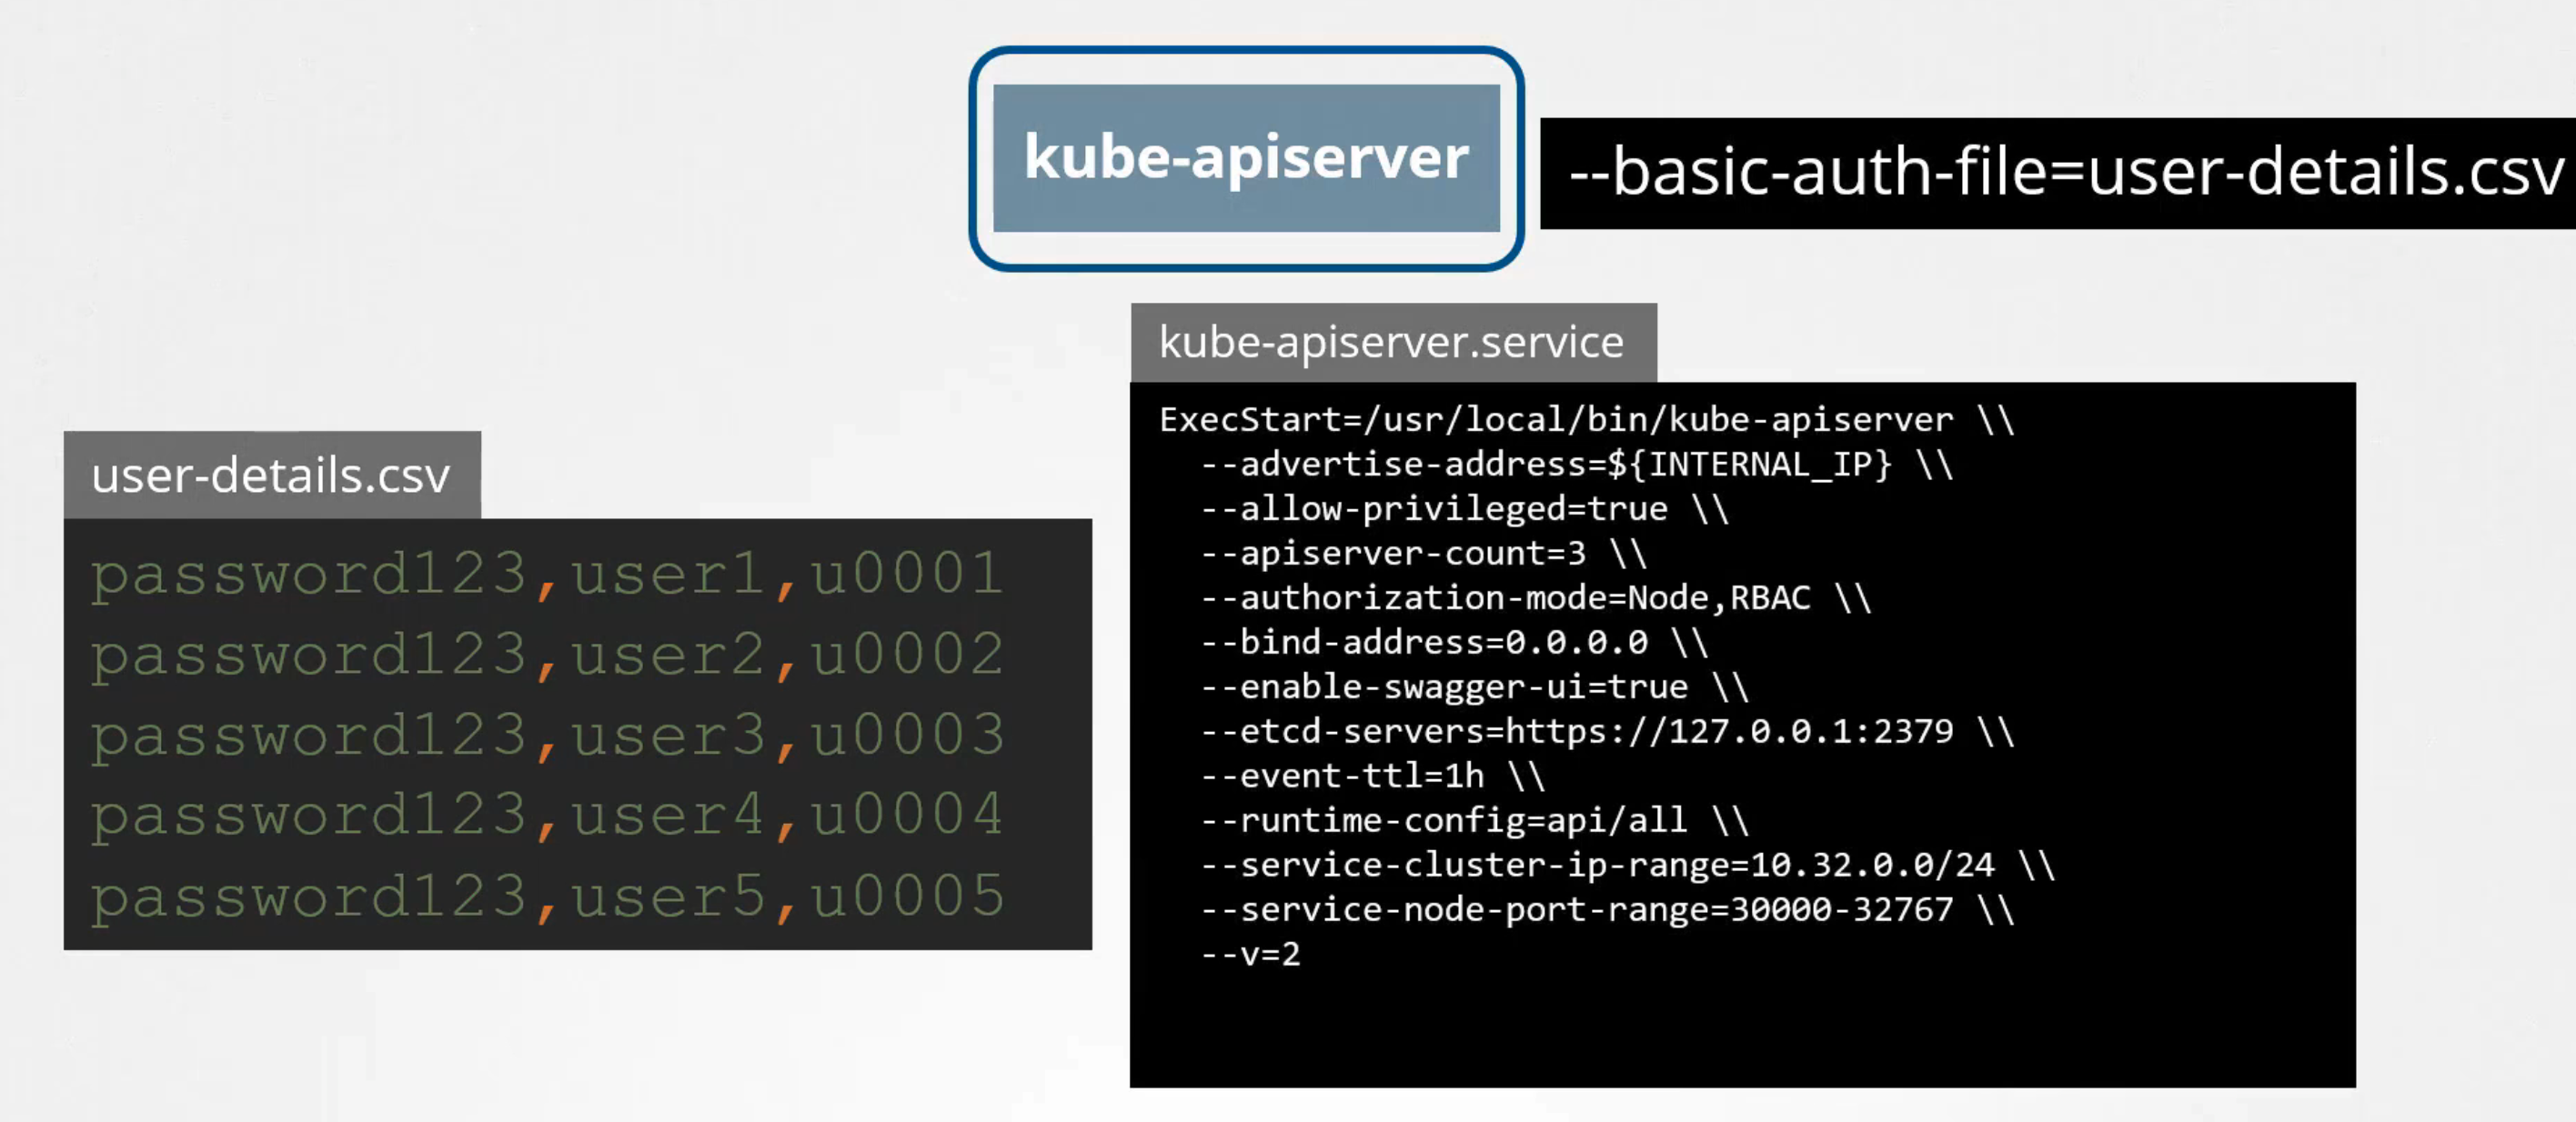 kube-apiserver
--basic-auth-file=user-details.csv
user-details.csv
password123,user1,u0001
password123,user2,u0002
password123,user3,u0003
password123,user4,u0004
password123,user5,u0005
kube-apiserver.service
ExecStart=/usr/local/bin/kube-apiserver \\
--advertise-address=${INTERNAL_IP} \\
--allow-privileged=true \\
--apiserver-count=3 \\
--authorization-mode=Node,RBAC \\
--bind-address=0.0.0.0 \\
--enable-swagger-ui=true \\
--etcd-servers=https://127.0.0.1:2379 \\
--event-ttl=1h \\
--runtime-config=api/all \\
--service-cluster-ip-range=10.32.0.0/24 \\
--service-node-port-range=30000-32767 \\
--v=2